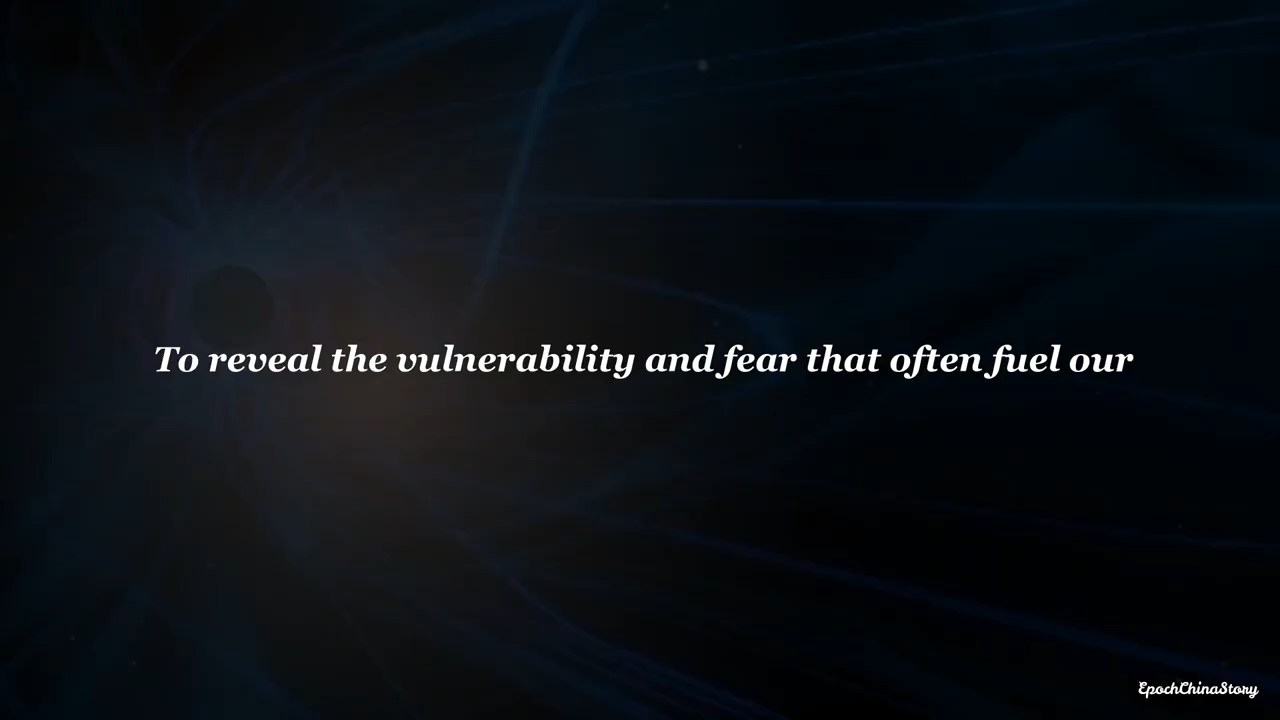 To reveal the vulnerability and fear that often fuel our
EpochChinaStory